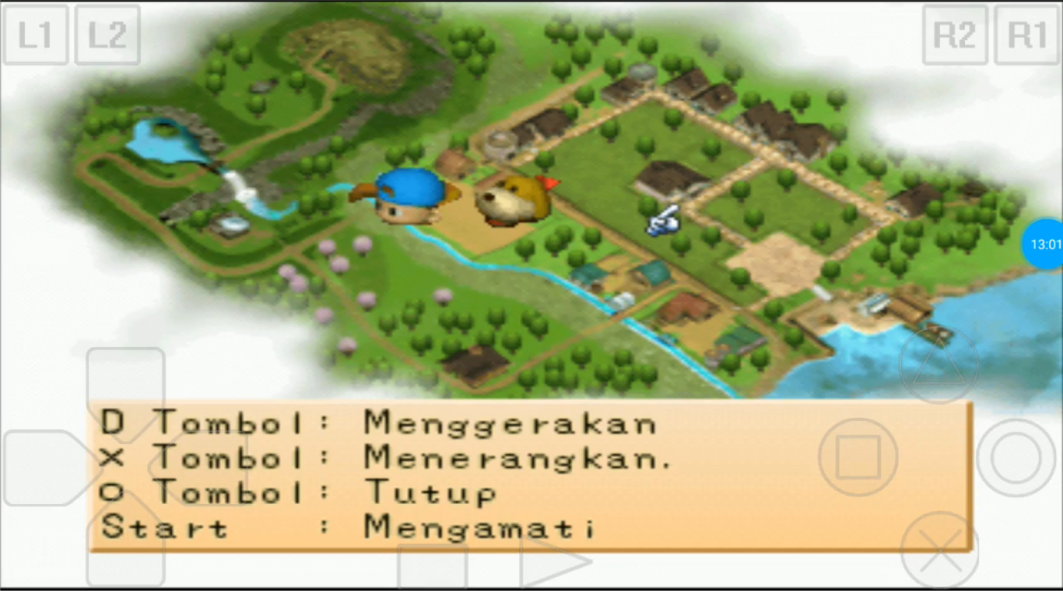 L1 L2 R2 R1
13:01
D Tombol: Menggerakan
× Tombol: Menerangkan.
O Tombol: Tutup
Start : Mengamati